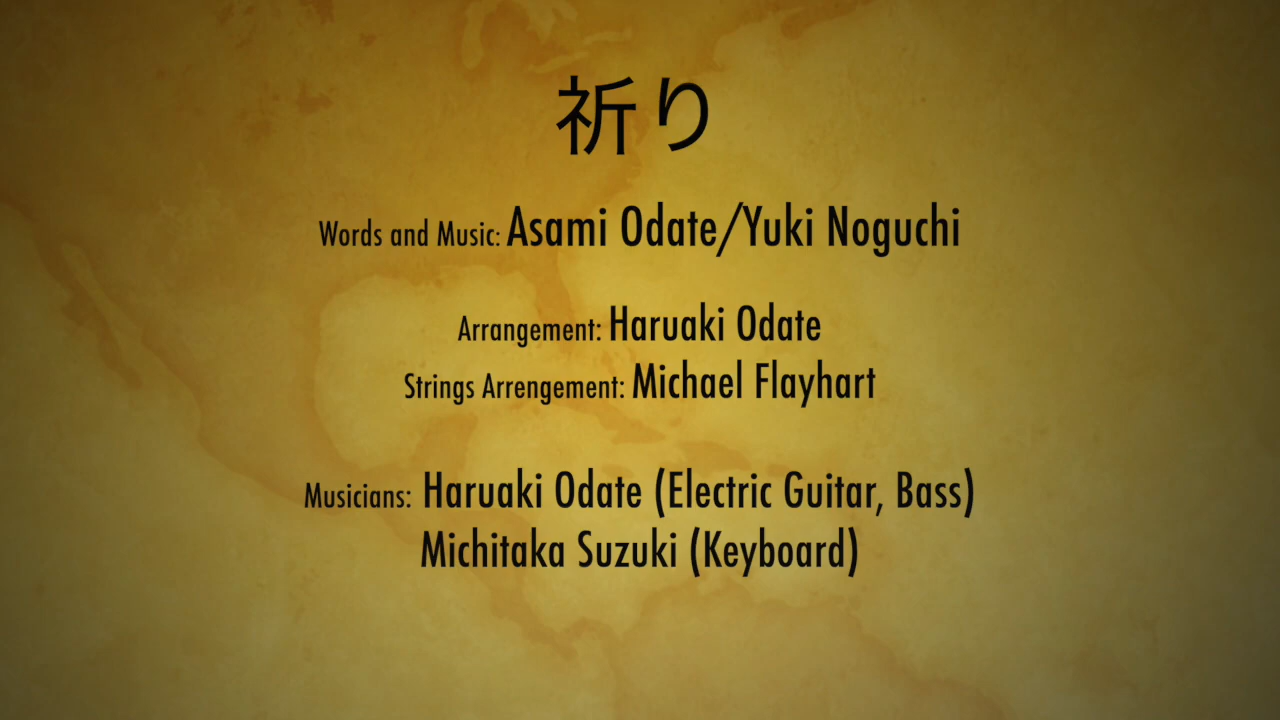 祈り
Words and Music: Asami Odate/Yuki Noguchi
Arrangement: Haruaki Odate
Strings Arrengement: Michael Flayhart
Musicians: Haruaki Odate (Electric Guitar, Bass)
Michitaka Suzuki (Keyboard)